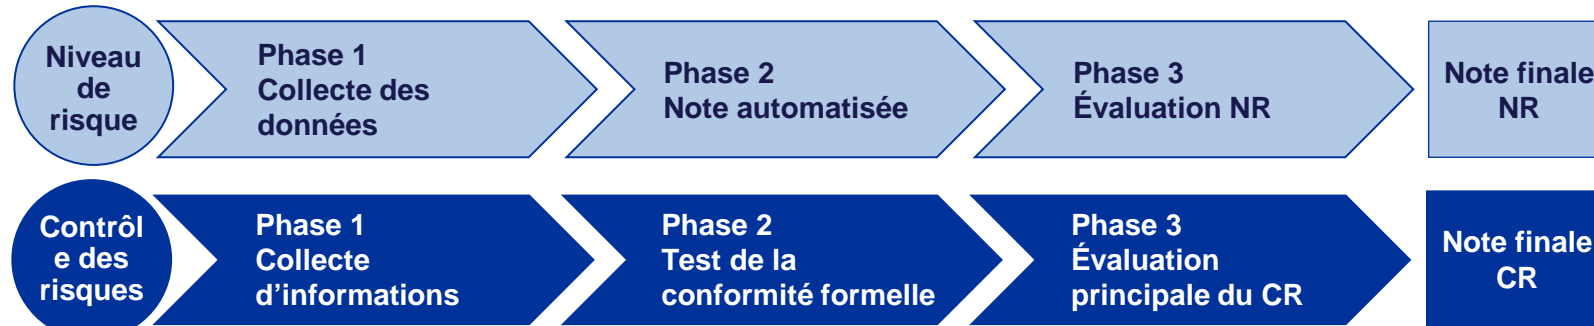 Niveau
de
risque
Phase 1
Collecte des
données
Phase 2
Note automatisée
Phase 3
Évaluation NR
Note finale
NR
Contrôl
e des
risques
Phase 1
Collecte
d’informations
Phase 2
Test de la
conformité formelle
Phase 3
Évaluation
principale du CR
Note finale
CR